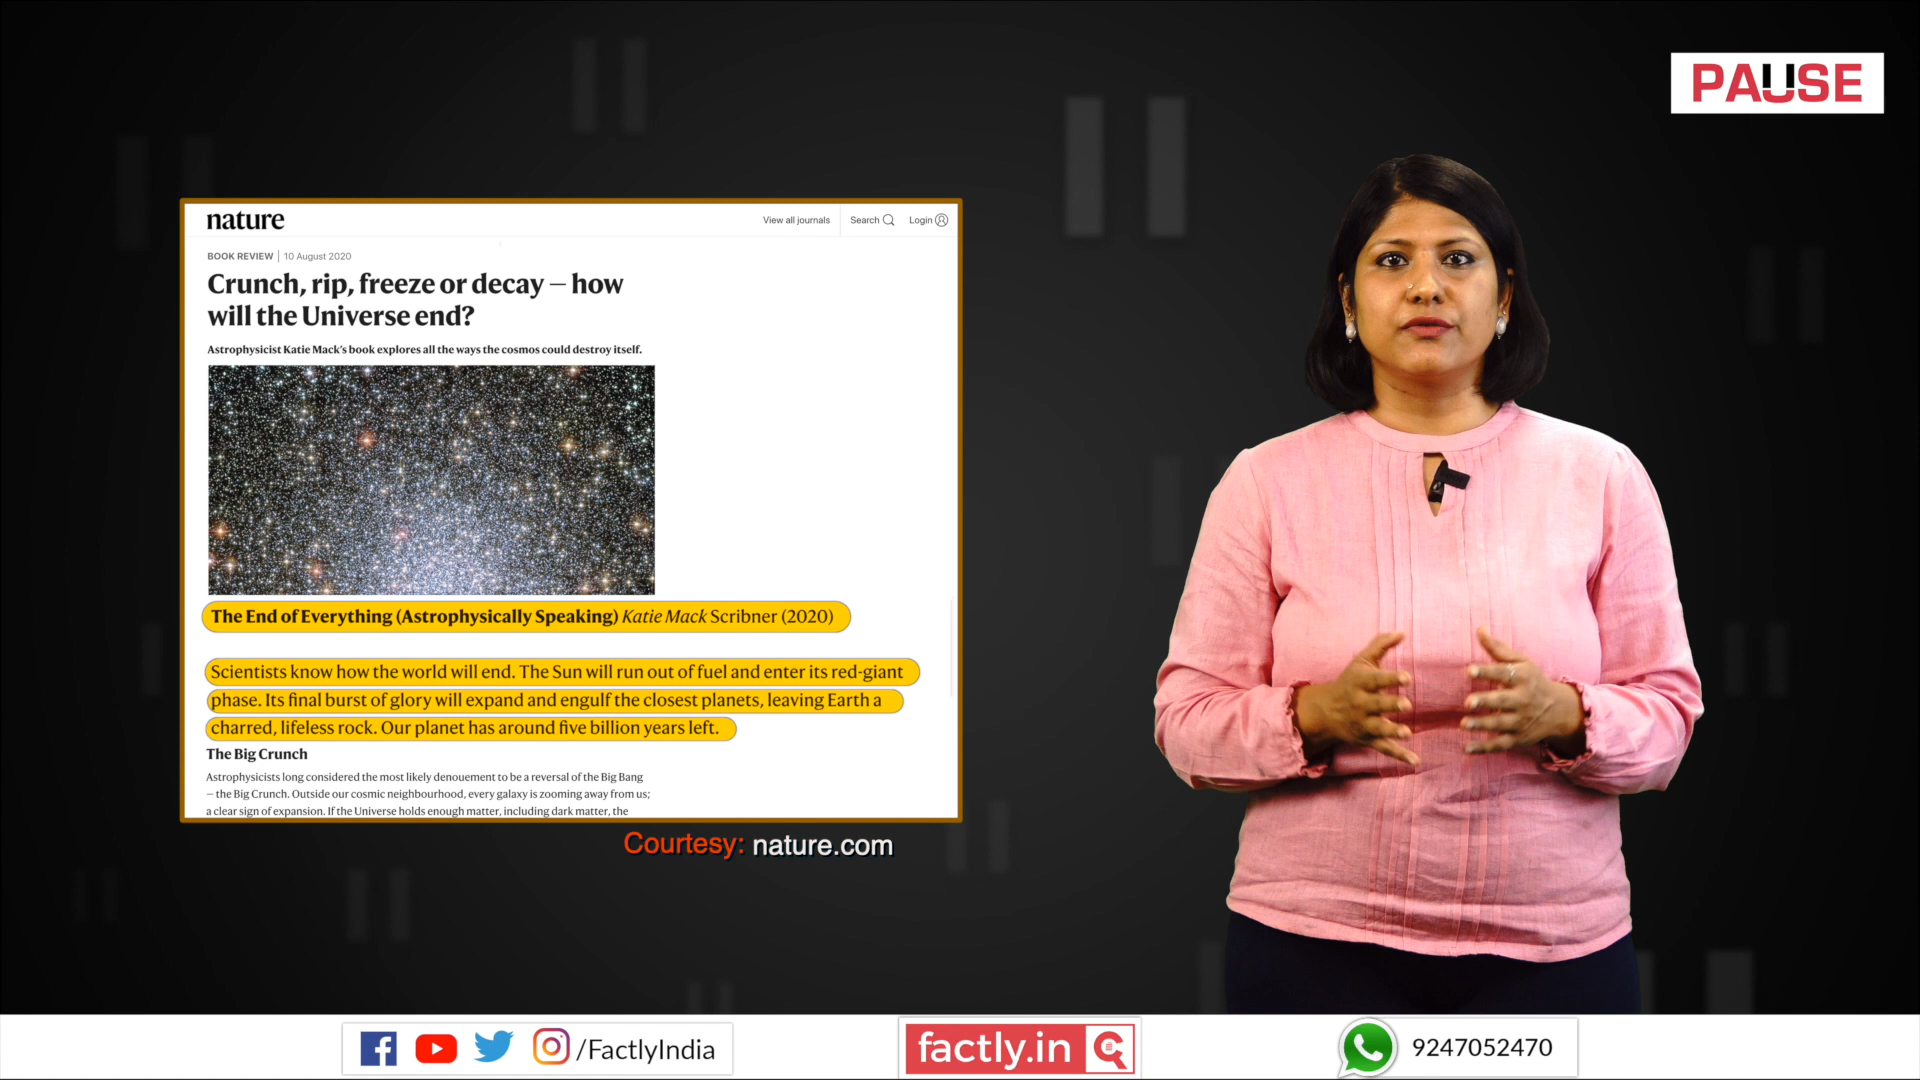 PAUSE
nature
View all journals
Search
Login
BOOK REVIEW | 10 August 2020
Crunch, rip, freeze or decay — how
will the Universe end?
Astrophysicist Katie Mack's book explores all the ways the cosmos could destroy itself.
The End of Everything (Astrophysically Speaking) Katie Mack Scribner (2020)
Scientists know how the world will end. The Sun will run out of fuel and enter its red-giant
phase. Its final burst of glory will expand and engulf the closest planets, leaving Earth a
charred, lifeless rock. Our planet has around five billion years left.
The Big Crunch
Astrophysicists long considered the most likely denouement to be a reversal of the Big Bang
— the Big Crunch. Outside our cosmic neighbourhood, every galaxy is zooming away from us;
a clear sign of expansion. If the Universe holds enough matter, including dark matter, the
Courtesy: nature.com
/FactlyIndia
factly.in
9247052470